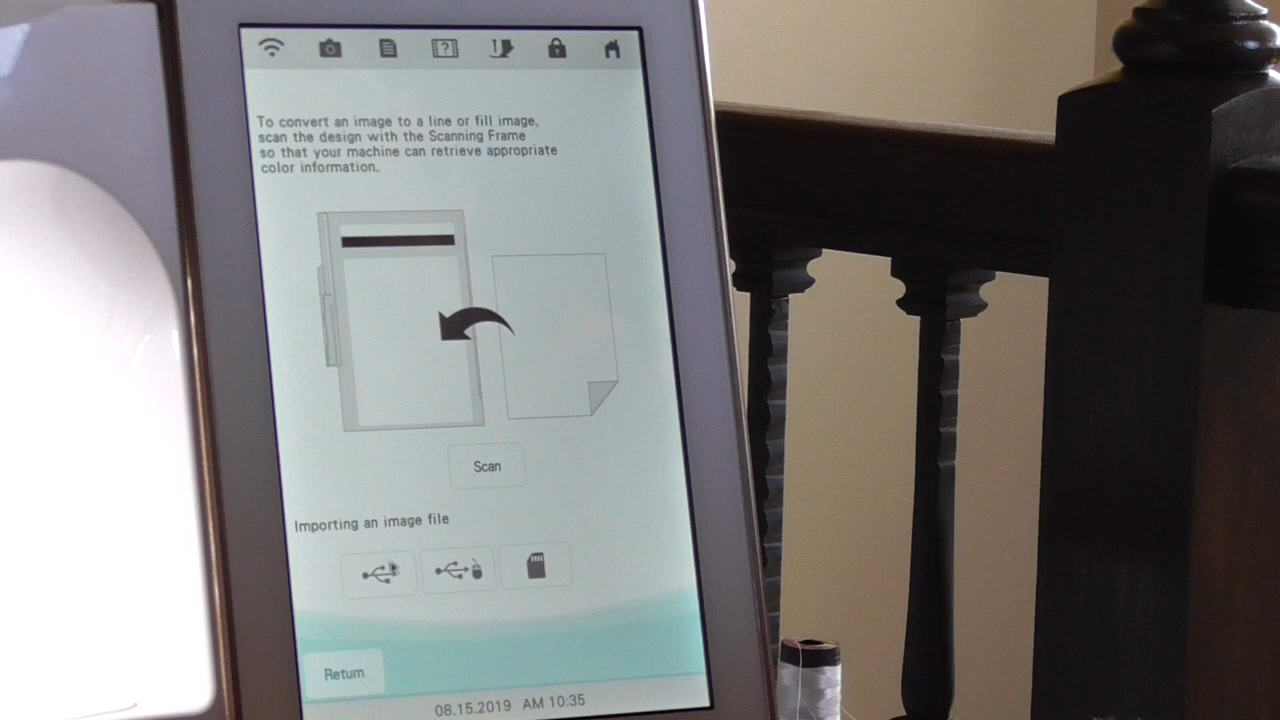 To convert an image to a line or fill image,
scan the design with the Scanning Frame
so that your machine can retrieve appropriate
color information.
Scan
Importing an image file
Return
08.15.2019 AM 10:35